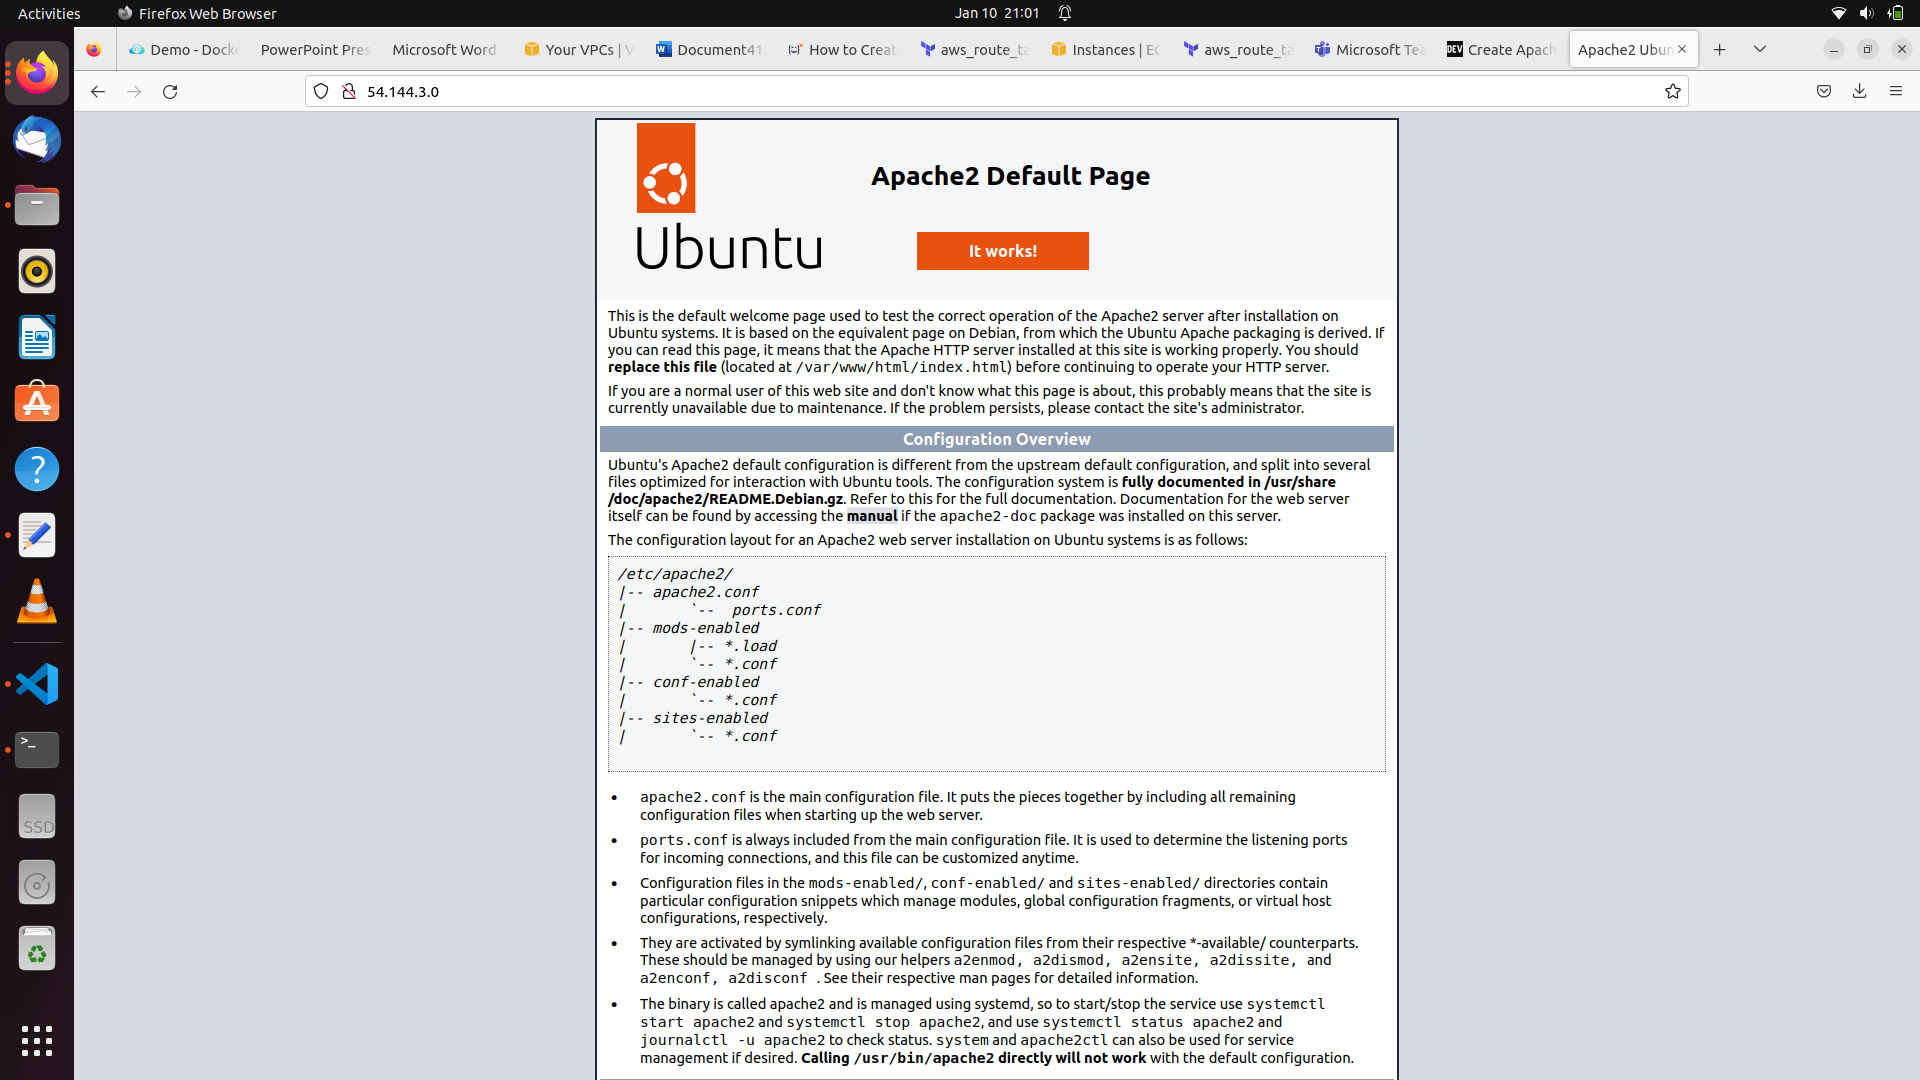 Activities
Firefox Web Browser
Jan 10 21:01
Demo - Docke
PowerPoint Pres
Microsoft Word
Your VPCs | V
Document41.
How to Creat
aws_route_ta
Instances | EC
aws_route_ta
Microsoft Tea
DEV
Create Apach
Apache2 Ubun
54.144.3.0
Ubuntu
Apache2 Default Page
It works!
This is the default welcome page used to test the correct operation of the Apache2 server after installation on
Ubuntu systems. It is based on the equivalent page on Debian, from which the Ubuntu Apache packaging is derived. If
you can read this page, it means that the Apache HTTP server installed at this site is working properly. You should
replace this file (located at /var/www/html/index.html) before continuing to operate your HTTP server.
If you are a normal user of this web site and don't know what this page is about, this probably means that the site is
currently unavailable due to maintenance. If the problem persists, please contact the site's administrator.
Configuration Overview
Ubuntu's Apache2 default configuration is different from the upstream default configuration, and split into several
files optimized for interaction with Ubuntu tools. The configuration system is fully documented in /usr/share
/doc/apache2/README.Debian.gz. Refer to this for the full documentation. Documentation for the web server
itself can be found by accessing the manual if the apache2-doc package was installed on this server.
The configuration layout for an Apache2 web server installation on Ubuntu systems is as follows:
/etc/apache2/
|-- apache2.conf
|       `--  ports.conf
|-- mods-enabled
|       |-- *.load
|       `-- *.conf
|-- conf-enabled
|       `-- *.conf
|-- sites-enabled
|       `-- *.conf
• apache2.conf is the main configuration file. It puts the pieces together by including all remaining
configuration files when starting up the web server.
• ports.conf is always included from the main configuration file. It is used to determine the listening ports
for incoming connections, and this file can be customized anytime.
• Configuration files in the mods-enabled/, conf-enabled/ and sites-enabled/ directories contain
particular configuration snippets which manage modules, global configuration fragments, or virtual host
configurations, respectively.
• They are activated by symlinking available configuration files from their respective *-available/ counterparts.
These should be managed by using our helpers a2enmod, a2dismod, a2ensite, a2dissite, and
a2enconf, a2disconf . See their respective man pages for detailed information.
• The binary is called apache2 and is managed using systemd, so to start/stop the service use systemctl
start apache2 and systemctl stop apache2, and use systemctl status apache2 and
journalctl -u apache2 to check status. system and apache2ctl can also be used for service
management if desired. Calling /usr/bin/apache2 directly will not work with the default configuration.
SSD